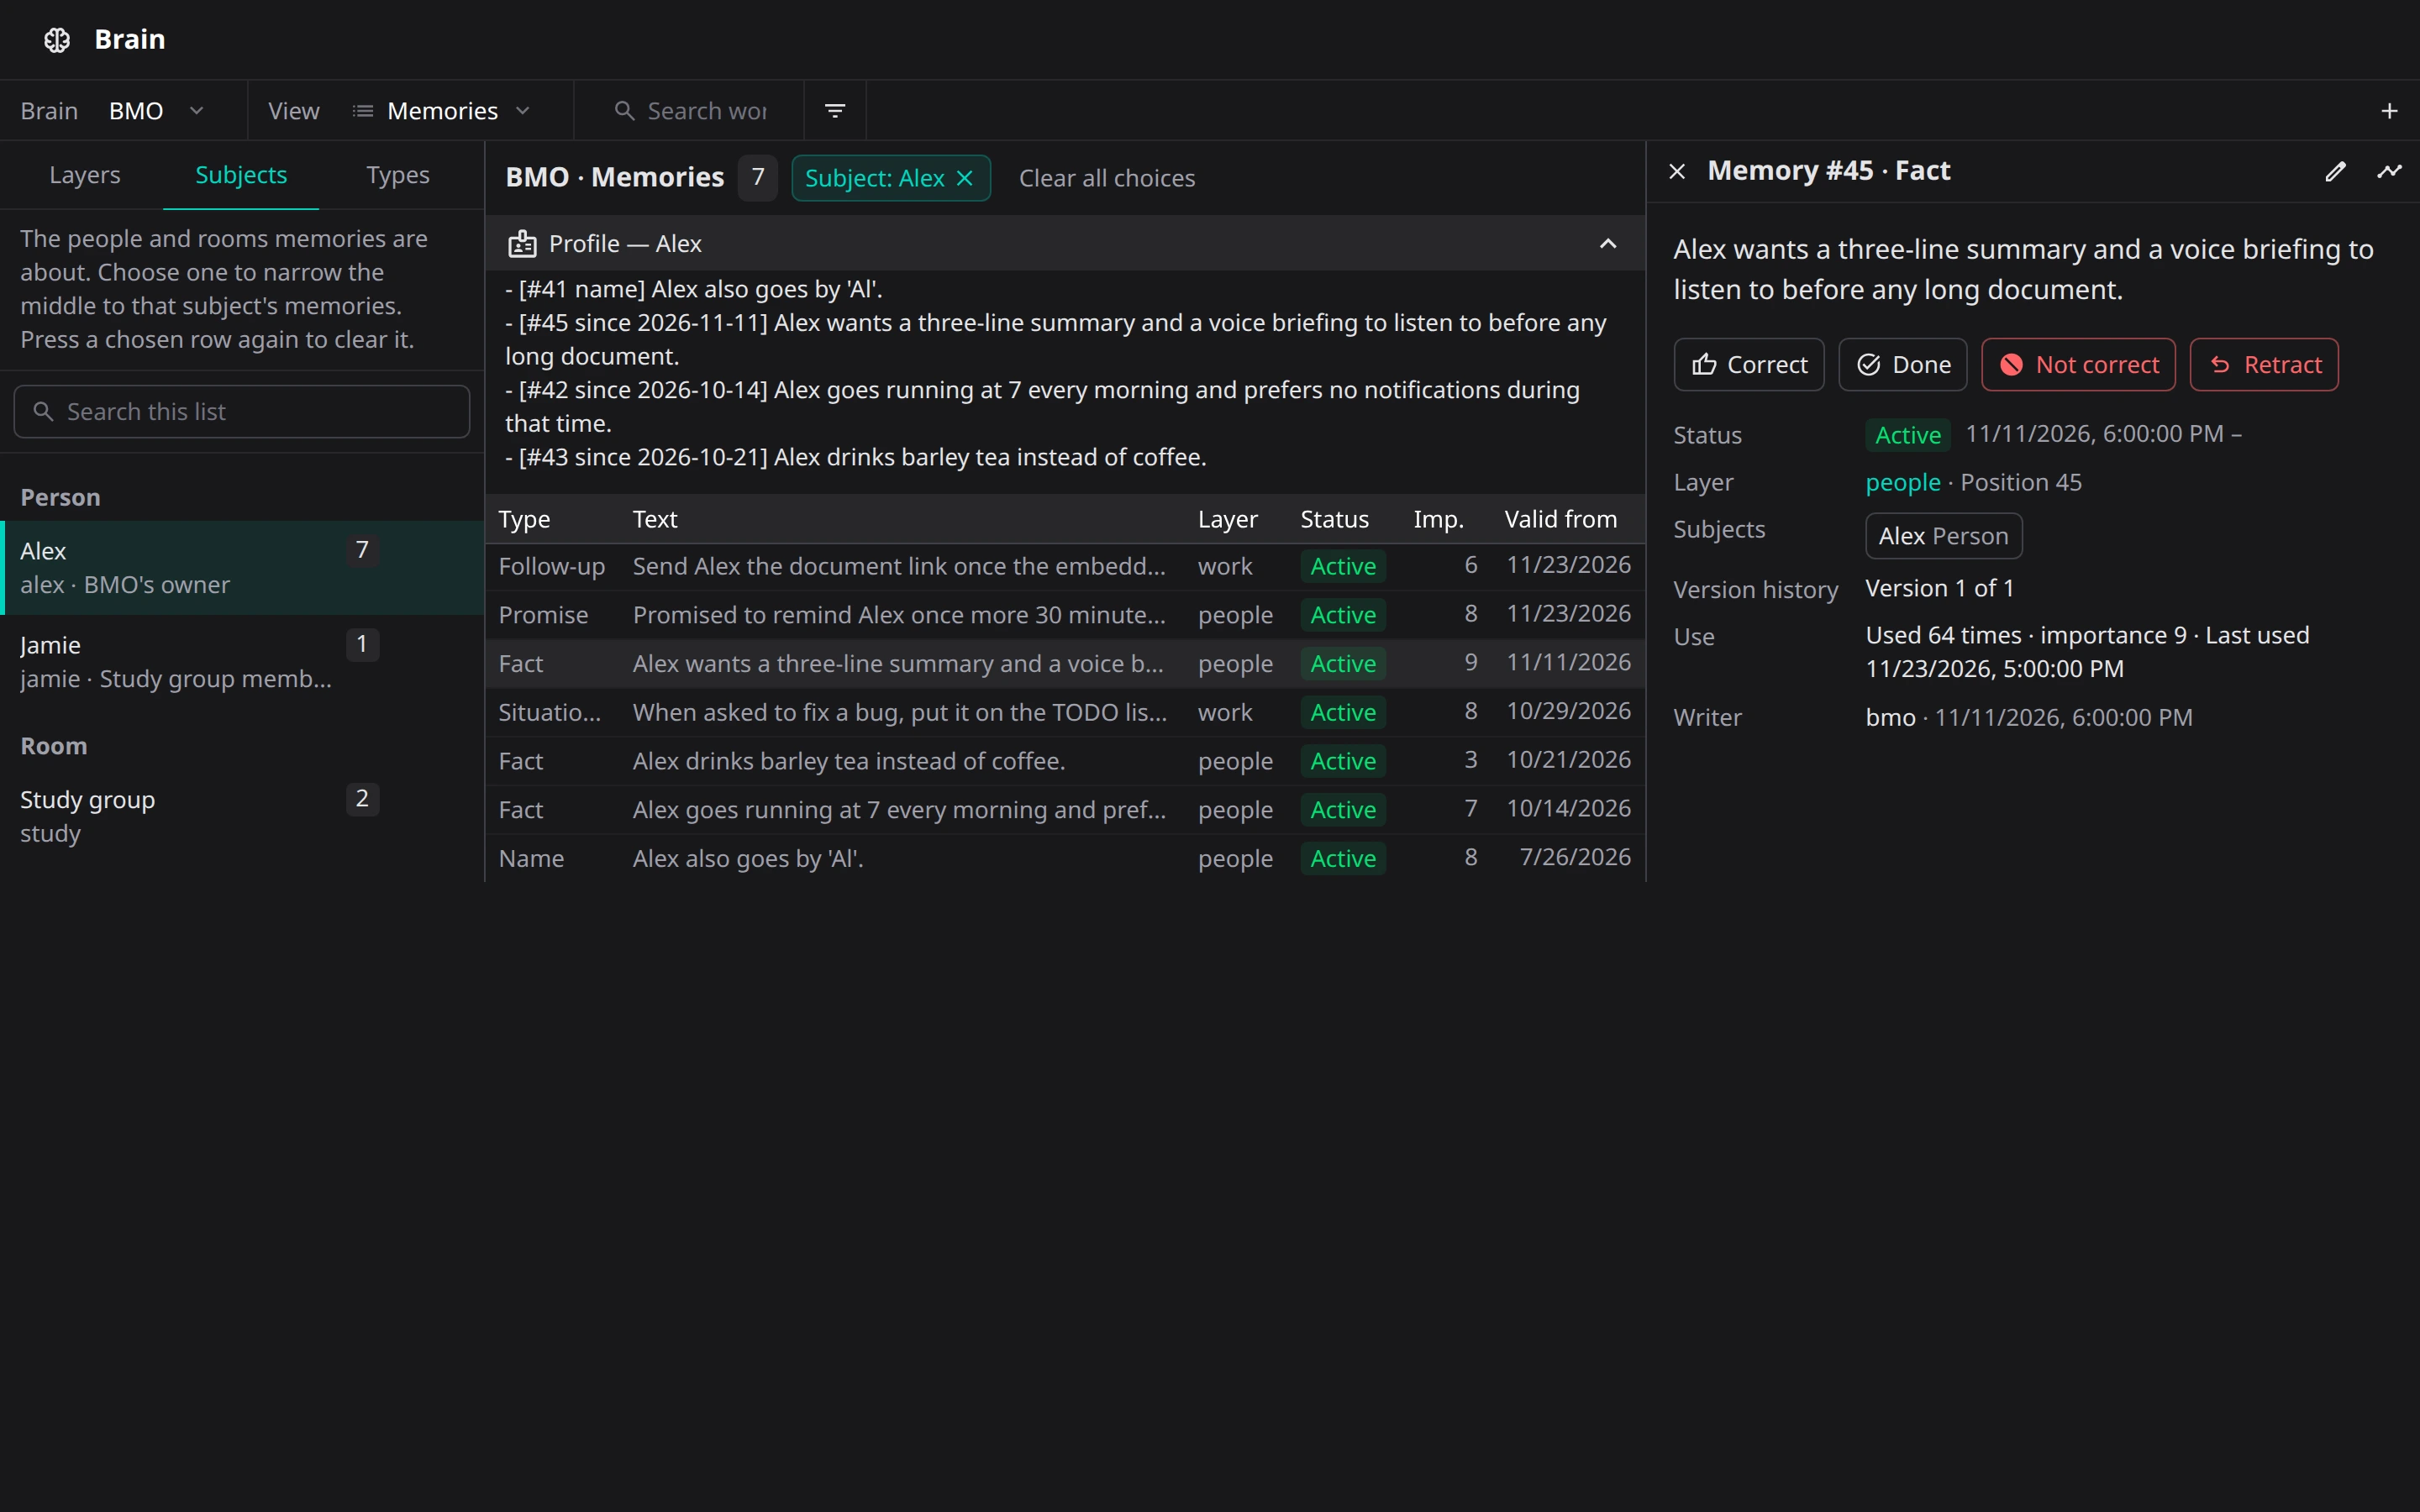 Brain
Brain BMO View Memories Search wor
Layers Subjects Types
The people and rooms memories are
about. Choose one to narrow the
middle to that subject's memories.
Press a chosen row again to clear it.
Search this list
Person
Alex 7
alex · BMO's owner
Jamie 1
jamie · Study group memb...
Room
Study group 2
study
BMO · Memories 7 Subject: Alex Clear all choices
Profile — Alex
- [#41 name] Alex also goes by 'Al'.
- [#45 since 2026-11-11] Alex wants a three-line summary and a voice briefing to listen to before any
long document.
- [#42 since 2026-10-14] Alex goes running at 7 every morning and prefers no notifications during
that time.
- [#43 since 2026-10-21] Alex drinks barley tea instead of coffee.
Type Text Layer Status Imp. Valid from
Follow-up Send Alex the document link once the embedd... work Active 6 11/23/2026
Promise Promised to remind Alex once more 30 minute... people Active 8 11/23/2026
Fact Alex wants a three-line summary and a voice b... people Active 9 11/11/2026
Situatio... When asked to fix a bug, put it on the TODO lis... work Active 8 10/29/2026
Fact Alex drinks barley tea instead of coffee. people Active 3 10/21/2026
Fact Alex goes running at 7 every morning and pref... people Active 7 10/14/2026
Name Alex also goes by 'Al'. people Active 8 7/26/2026
Memory #45 · Fact
Alex wants a three-line summary and a voice briefing to
listen to before any long document.
Correct Done Not correct Retract
Status Active 11/11/2026, 6:00:00 PM –
Layer people · Position 45
Subjects Alex Person
Version history Version 1 of 1
Use Used 64 times · importance 9 · Last used
11/23/2026, 5:00:00 PM
Writer bmo · 11/11/2026, 6:00:00 PM